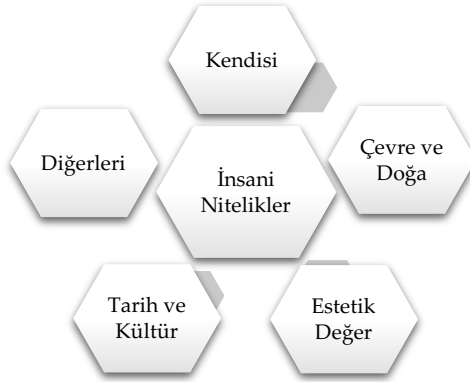 Kendisi
Çevre ve
Doğa
Diğerleri
İnsani
Nitelikler
Tarih ve
Kültür
Estetik
Değer